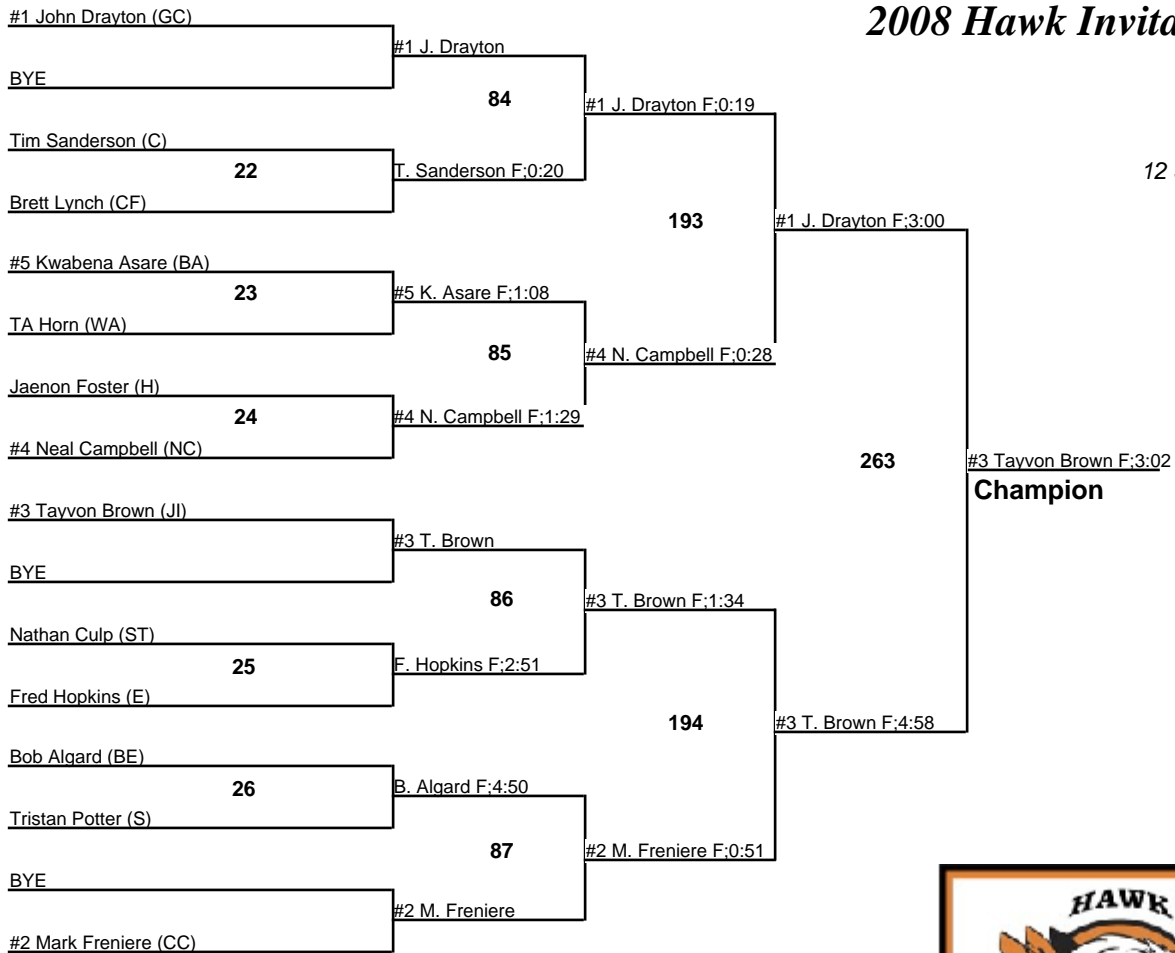 2008 Hawk Invita
12
#1 John Drayton (GC)
BYE
Tim Sanderson (C)
22
Brett Lynch (CF)
#5 Kwabena Asare (BA)
23
TA Horn (WA)
Jaenon Foster (H)
24
#4 Neal Campbell (NC)
#3 Tayvon Brown (JI)
BYE
Nathan Culp (ST)
25
Fred Hopkins (E)
Bob Algard (BE)
26
Tristan Potter (S)
BYE
#2 Mark Freniere (CC)
#1 J. Drayton
84
T. Sanderson F;0:20
#5 K. Asare F;1:08
85
#4 N. Campbell F;1:29
#3 T. Brown
86
F. Hopkins F;2:51
B. Algard F;4:50
87
#2 M. Freniere
#1 J. Drayton F;0:19
193
#4 N. Campbell F;0:28
#3 T. Brown F;1:34
194
#2 M. Freniere F;0:51
#1 J. Drayton F;3:00
263
#3 T. Brown F;4:58
#3 Tayvon Brown F;3:02
Champion
HAWK